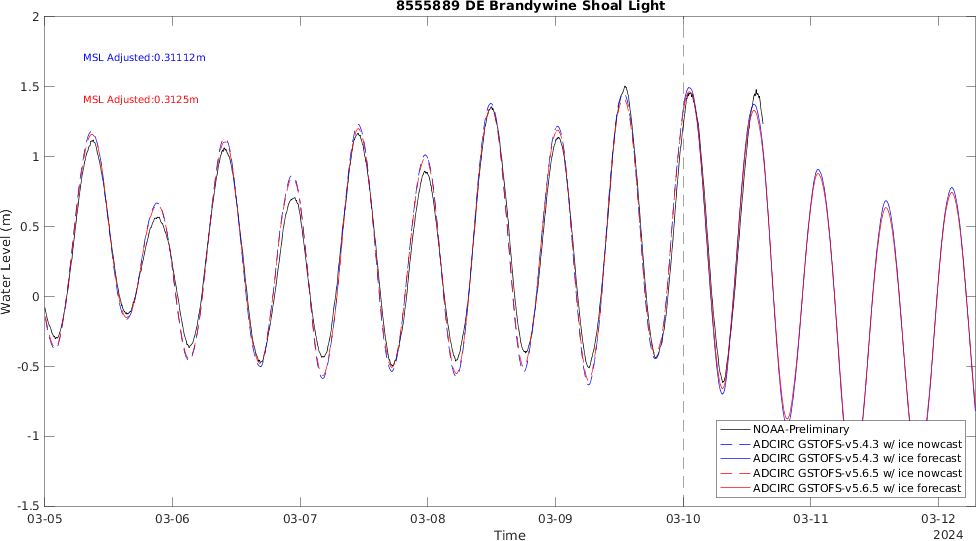 8555889 DE Brandywine Shoal Light
2
MSL Adjusted:0.31112m
1.5
MSL Adjusted:0.3125m
1
0.5
Water Level (m)
0
-0.5
-1
NOAA-Preliminary
ADCIRC GSTOFS-v5.4.3 w/ ice nowcast
ADCIRC GSTOFS-v5.4.3 w/ ice forecast
ADCIRC GSTOFS-v5.6.5 w/ ice nowcast
ADCIRC GSTOFS-v5.6.5 w/ ice forecast
-1.5
03-05 03-06 03-07 03-08 03-09 03-10 03-11 03-12
Time
2024